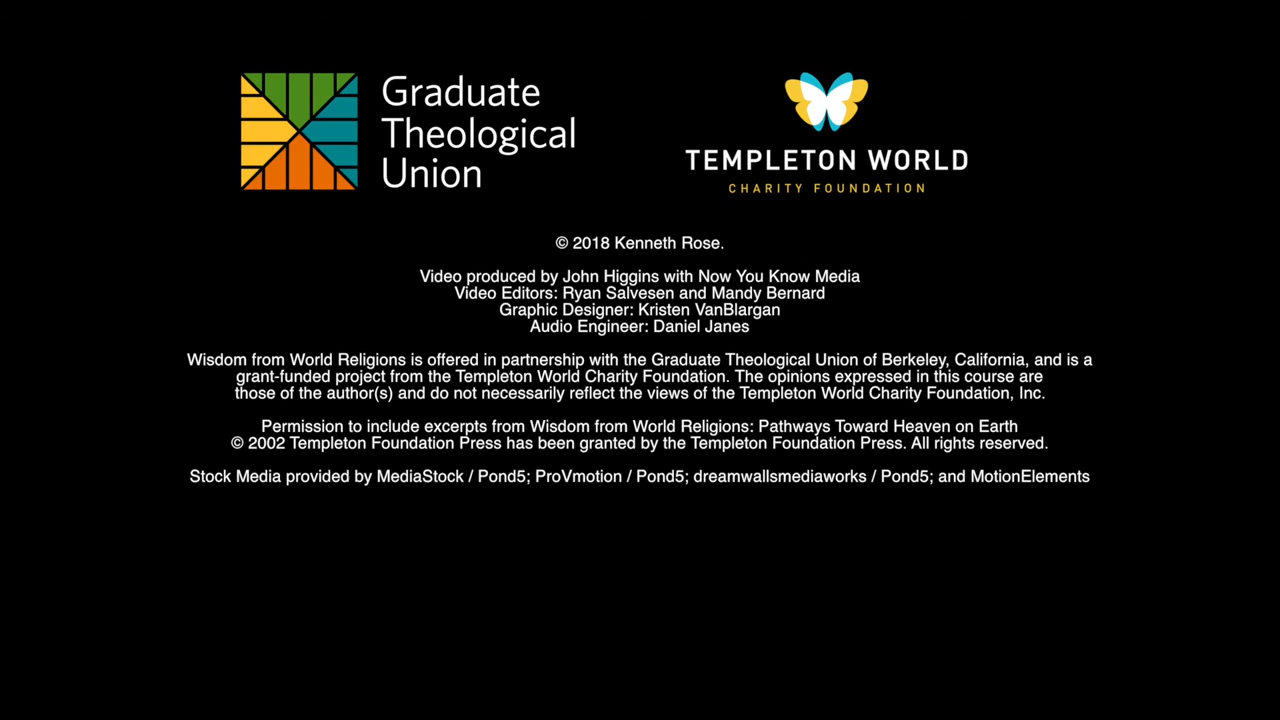 Graduate
Theological
Union
TEMPLETON WORLD
CHARITY FOUNDATION
© 2018 Kenneth Rose.
Video produced by John Higgins with Now You Know Media
Video Editors: Ryan Salvesen and Mandy Bernard
Graphic Designer: Kristen VanBlargan
Audio Engineer: Daniel Janes
Wisdom from World Religions is offered in partnership with the Graduate Theological Union of Berkeley, California, and is a
grant-funded project from the Templeton World Charity Foundation. The opinions expressed in this course are
those of the author(s) and do not necessarily reflect the views of the Templeton World Charity Foundation, Inc.
Permission to include excerpts from Wisdom from World Religions: Pathways Toward Heaven on Earth
© 2002 Templeton Foundation Press has been granted by the Templeton Foundation Press. All rights reserved.
Stock Media provided by MediaStock / Pond5; ProVmotion / Pond5; dreamwallsmediaworks / Pond5; and MotionElements